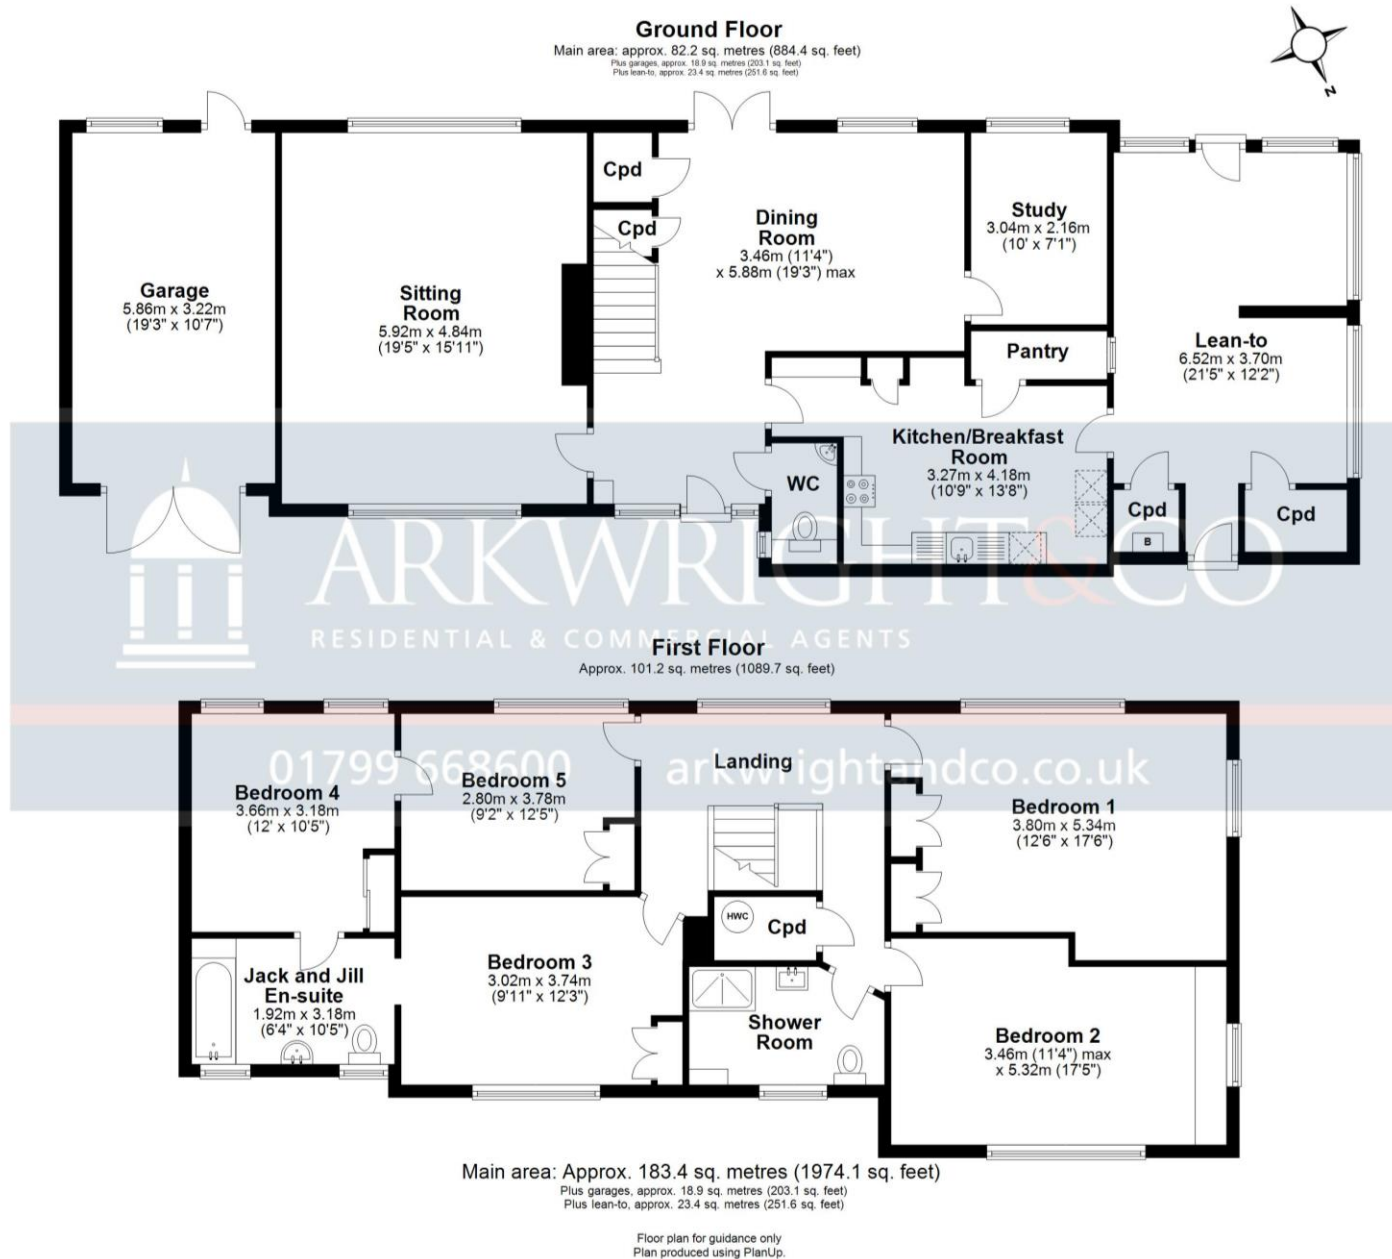 Ground Floor
Main area: approx. 82.2 sq. metres (884.4 sq. feet)
Plus garages, approx. 18.9 sq. metres (203.1 sq. feet)
Plus lean-to, approx. 23.4 sq. metres (251.6 sq. feet)
N
Cpd
Cpd
Dining
Room
3.46m (11'4")
x 5.88m (19'3") max
Study
3.04m x 2.16m
(10' x 7'1")
Garage
5.86m x 3.22m
(19'3" x 10'7")
Sitting
Room
5.92m x 4.84m
(19'5" x 15'11")
Pantry
Lean-to
6.52m x 3.70m
(21'5" x 12'2")
Kitchen/Breakfast
Room
3.27m x 4.18m
(10'9" x 13'8")
WC
Cpd
B
Cpd
ARKWRIGHT&CO
RESIDENTIAL & COMMERCIAL AGENTS
First Floor
Approx. 101.2 sq. metres (1089.7 sq. feet)
01799 668600
arkwrightandco.co.uk
Landing
Bedroom 4
3.66m x 3.18m
(12' x 10'5")
Bedroom 5
2.80m x 3.78m
(9'2" x 12'5")
Bedroom 1
3.80m x 5.34m
(12'6" x 17'6")
HWC
Cpd
Jack and Jill
En-suite
1.92m x 3.18m
(6'4" x 10'5")
Bedroom 3
3.02m x 3.74m
(9'11" x 12'3")
Shower
Room
Bedroom 2
3.46m (11'4") max
x 5.32m (17'5")
Main area: Approx. 183.4 sq. metres (1974.1 sq. feet)
Plus garages, approx. 18.9 sq. metres (203.1 sq. feet)
Plus lean-to, approx. 23.4 sq. metres (251.6 sq. feet)
Floor plan for guidance only
Plan produced using PlanUp.